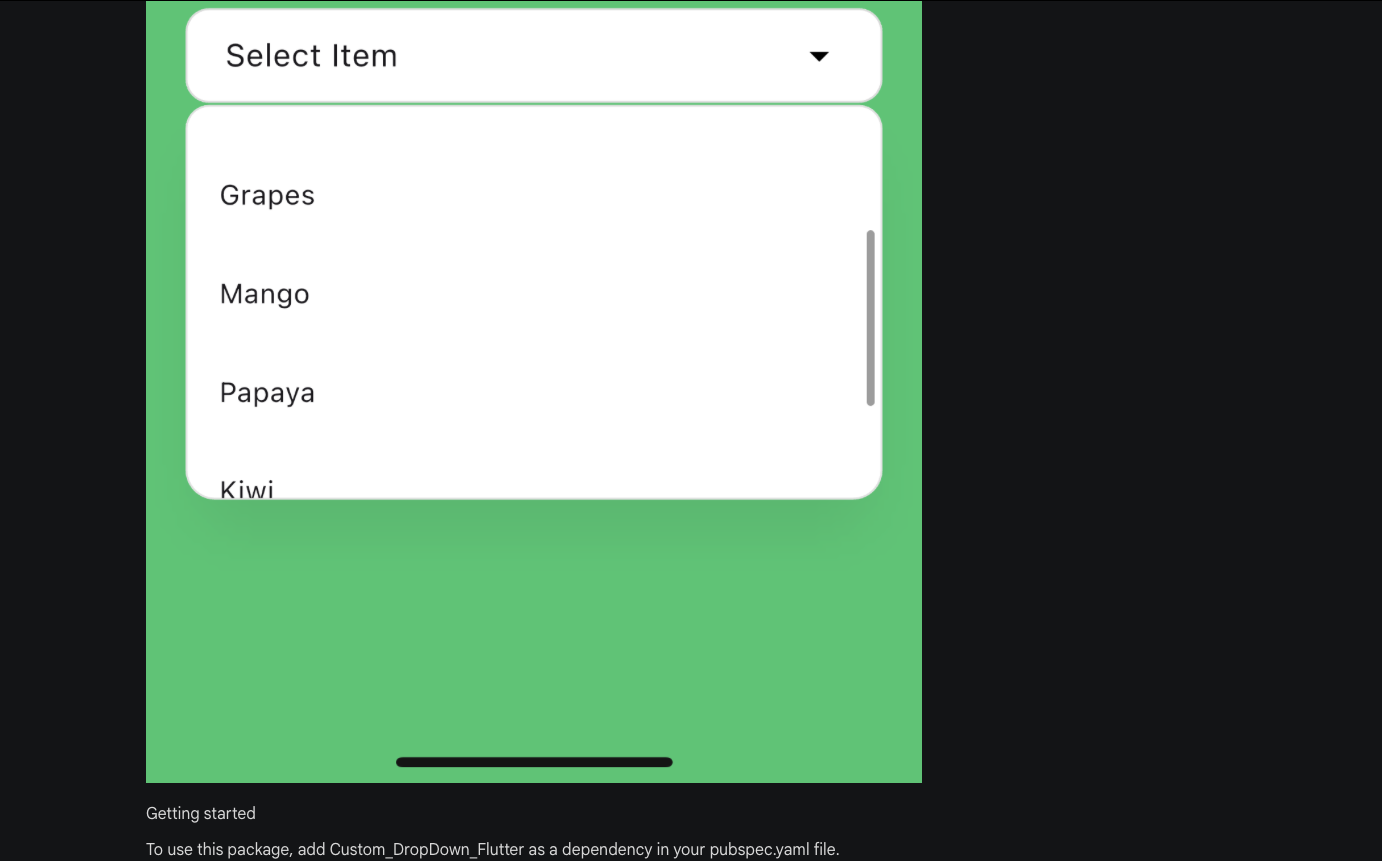 Select Item
Grapes
Mango
Papaya
Kiwi
Getting started
To use this package, add Custom_DropDown_Flutter as a dependency in your pubspec.yaml file.